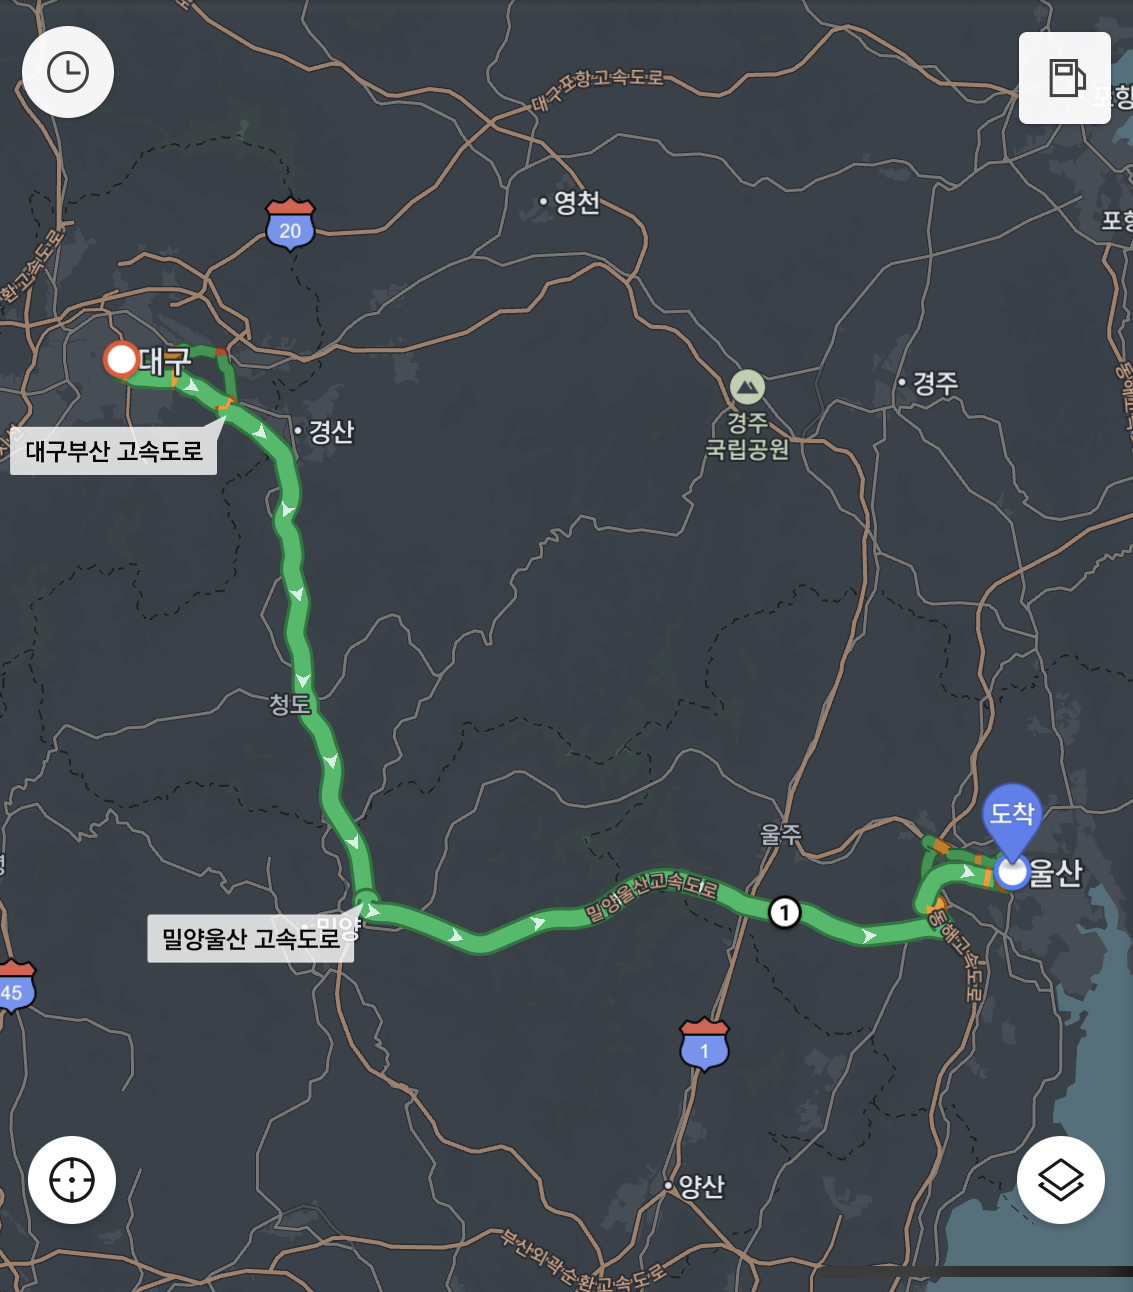 대구포항고속도로
영천
20
대구
경산
대구부산 고속도로
경주
경주
국립공원
청도
울주
도착
울산
밀양울산고속도로
1
밀양
밀양울산 고속도로
동해고속도로
45
1
양산
부산외곽순환고속도로